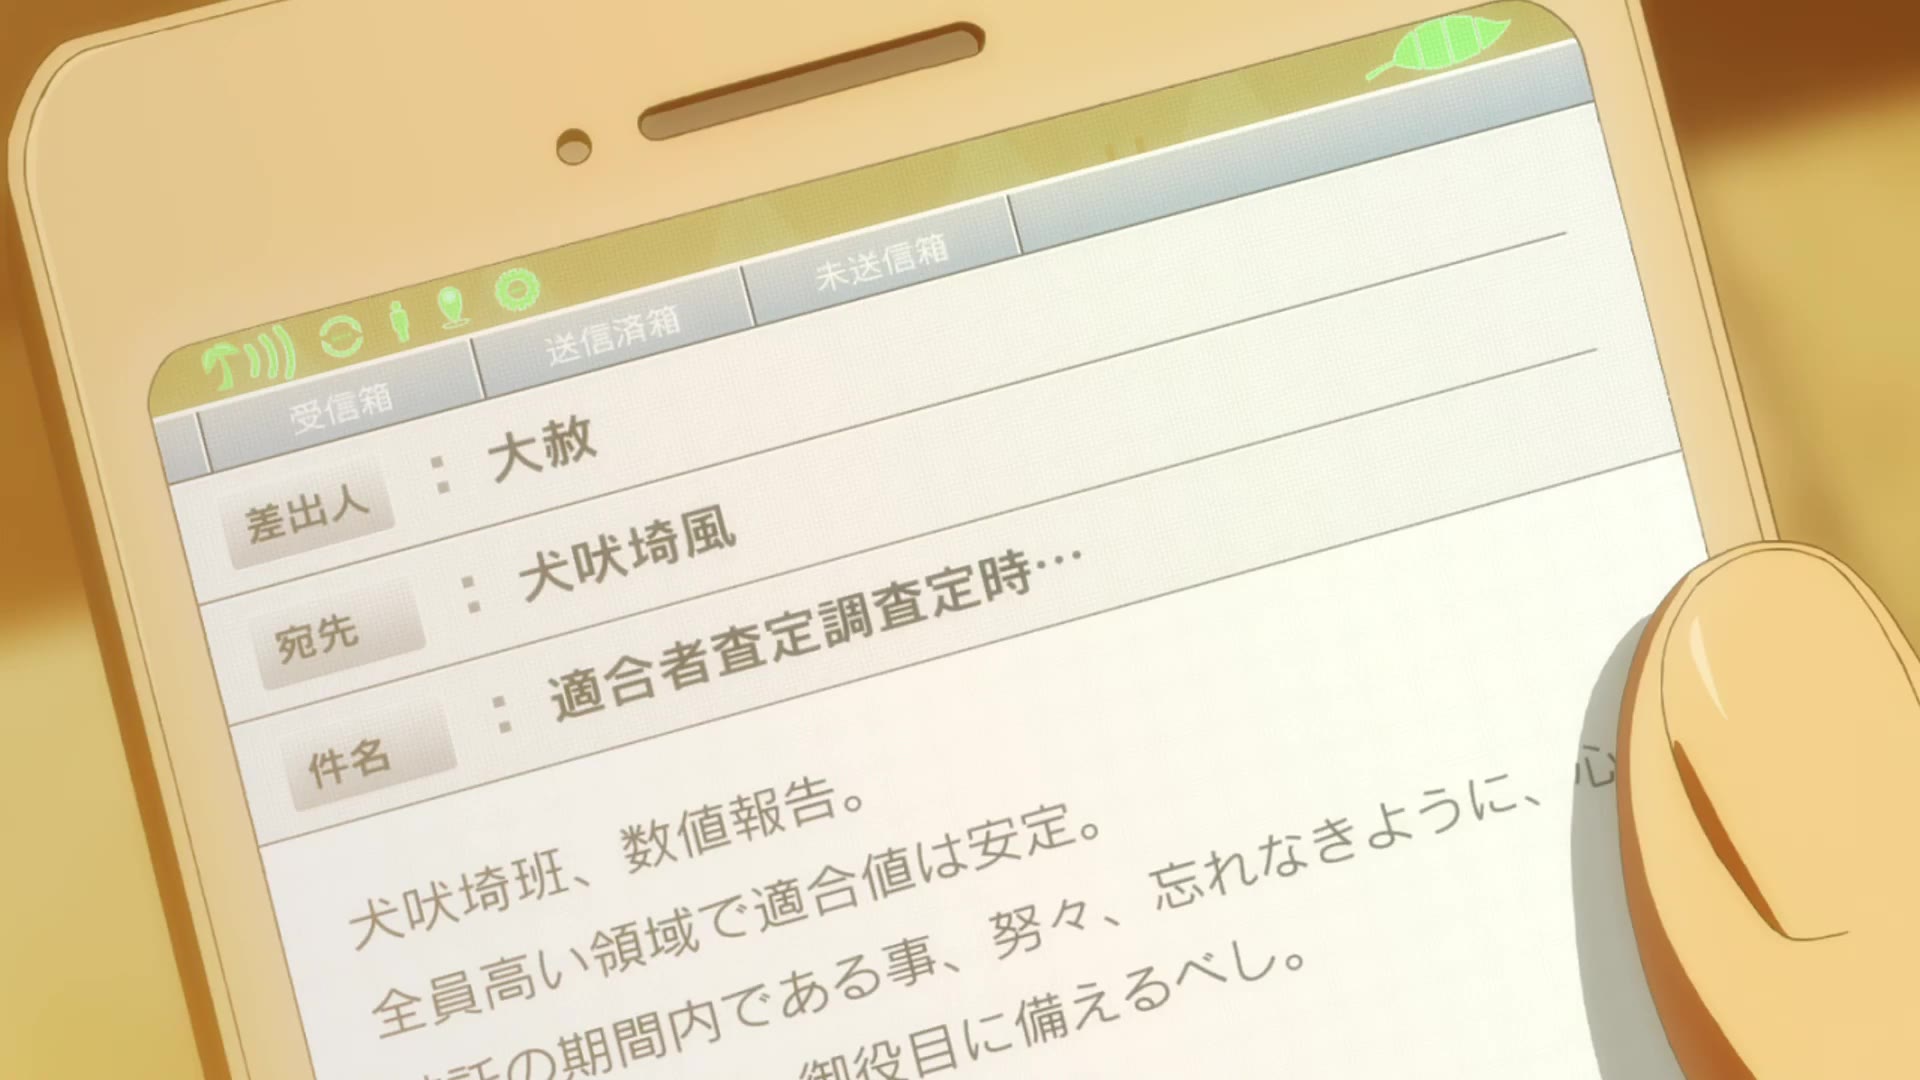 受信箱 送信済箱 未送信箱
差出人 : 大赦
宛先 : 犬吠埼風
件名 : 適合者査定調査定時…
犬吠埼班、数値報告。
全員高い領域で適合値は安定。
の期間内である事、努々、忘れなきように、心
御役目に備えるべし。